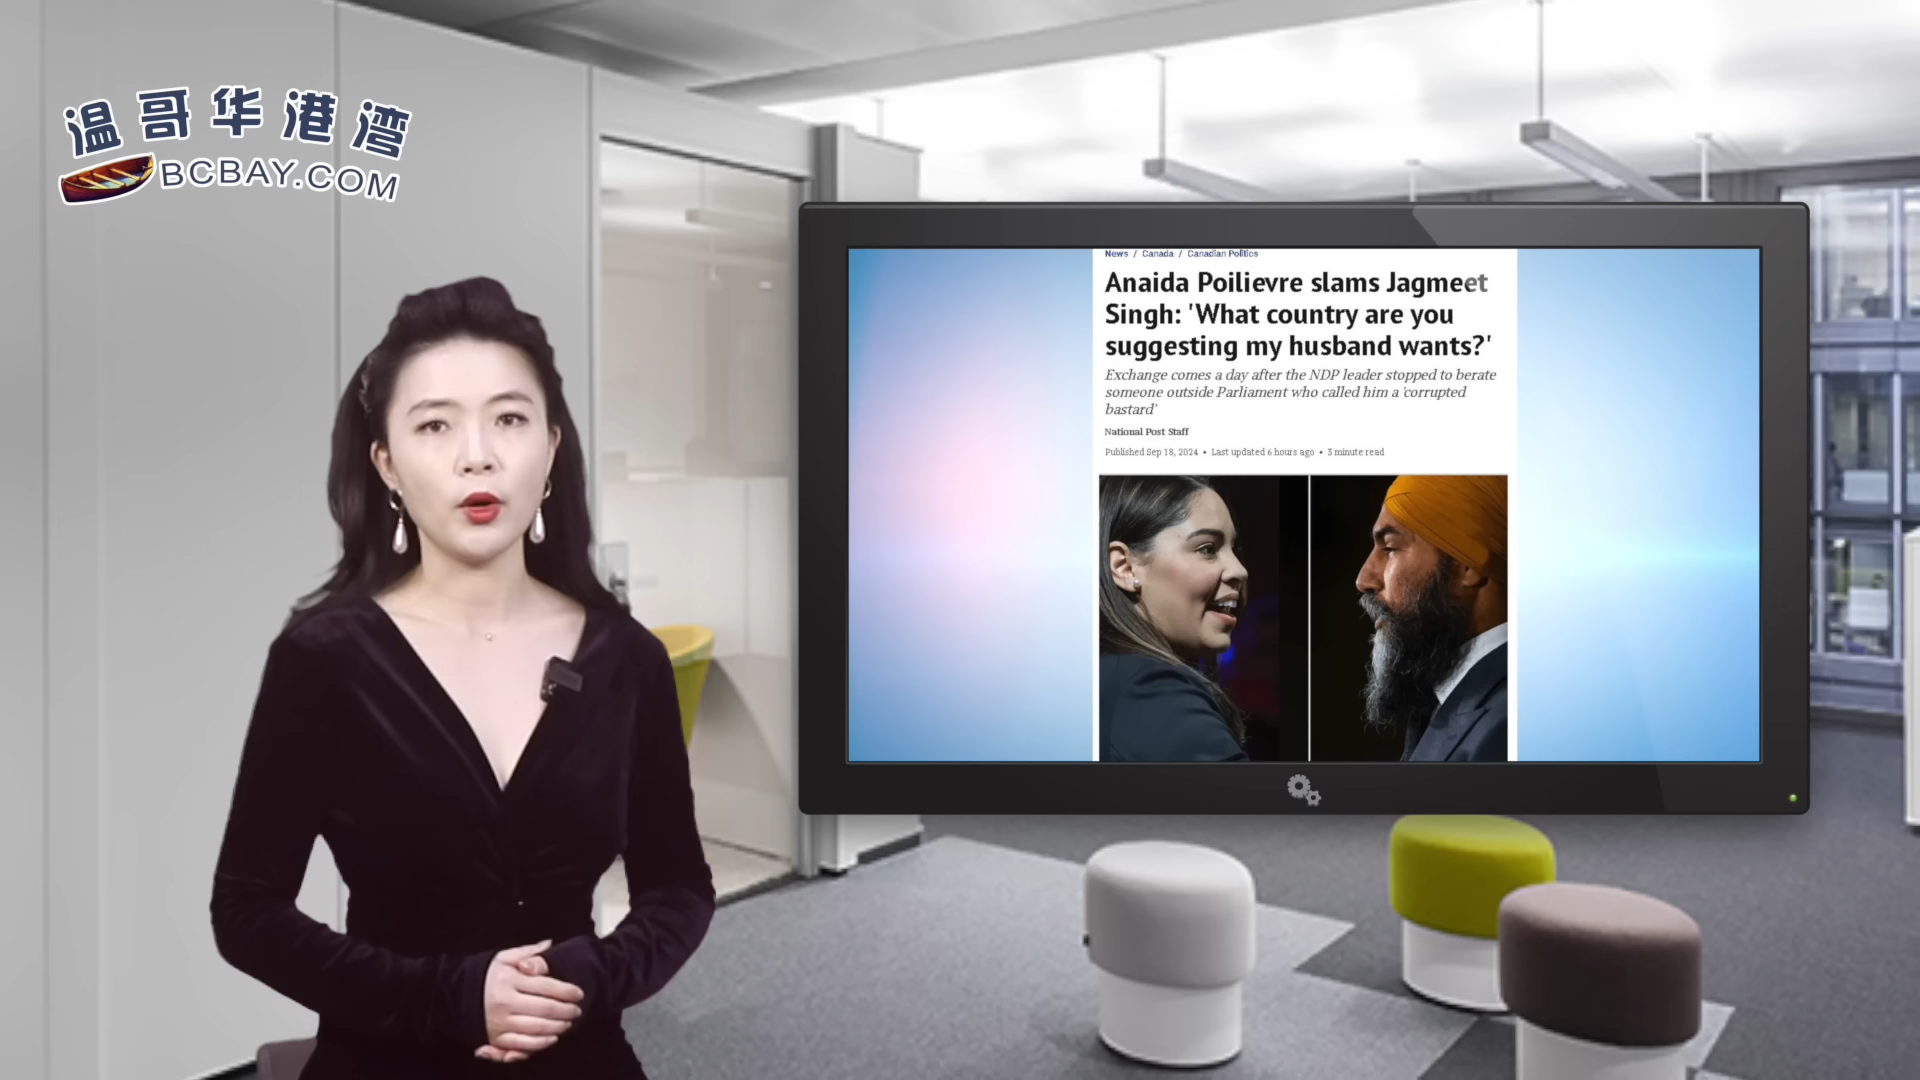 温哥华港湾
BCBAY.COM
News / Canada / Canadian Politics
Anaida Poilievre slams Jagmeet
Singh: 'What country are you
suggesting my husband wants?'
Exchange comes a day after the NDP leader stopped to berate
someone outside Parliament who called him a 'corrupted
bastard'
National Post Staff
Published Sep 18, 2024 • Last updated 6 hours ago • 3 minute read